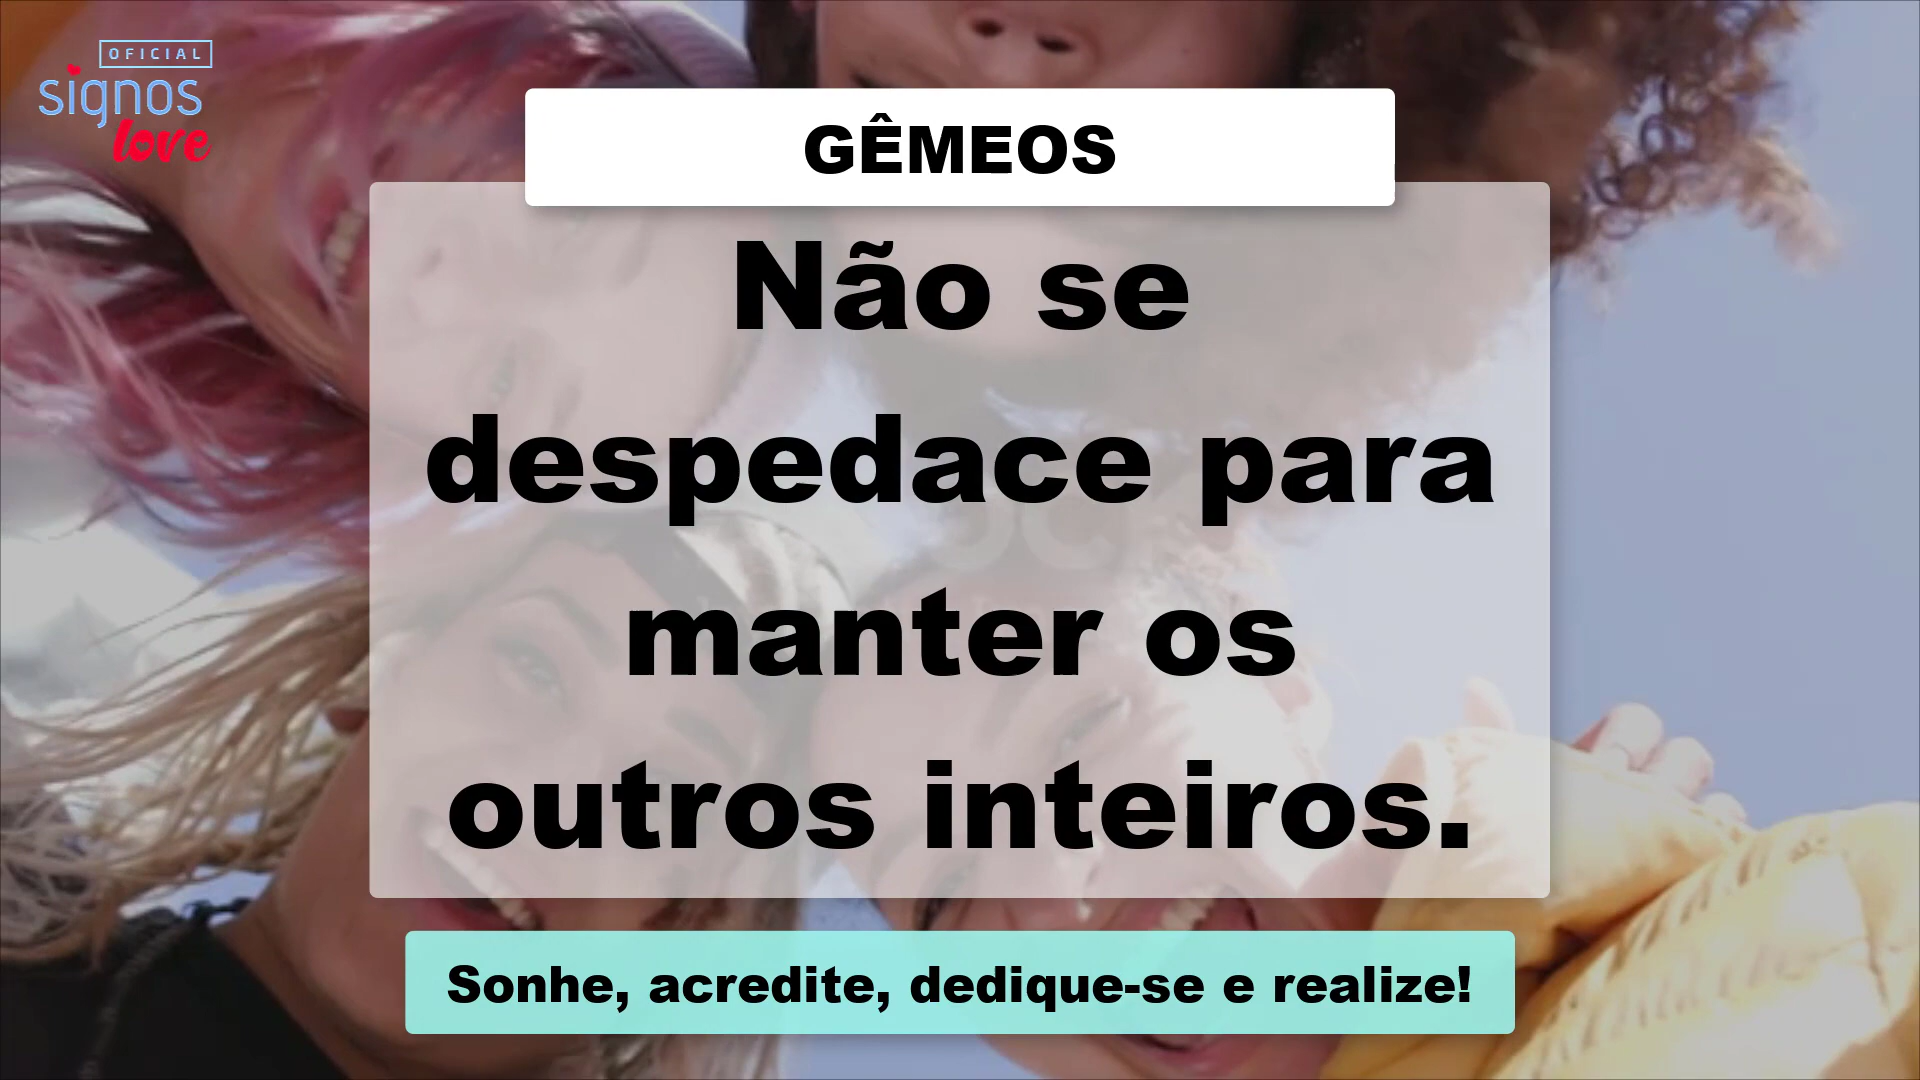 OFICIAL
signos
love
GÊMEOS
Não se
despedace para
manter os
outros inteiros.
Sonhe, acredite, dedique-se e realize!